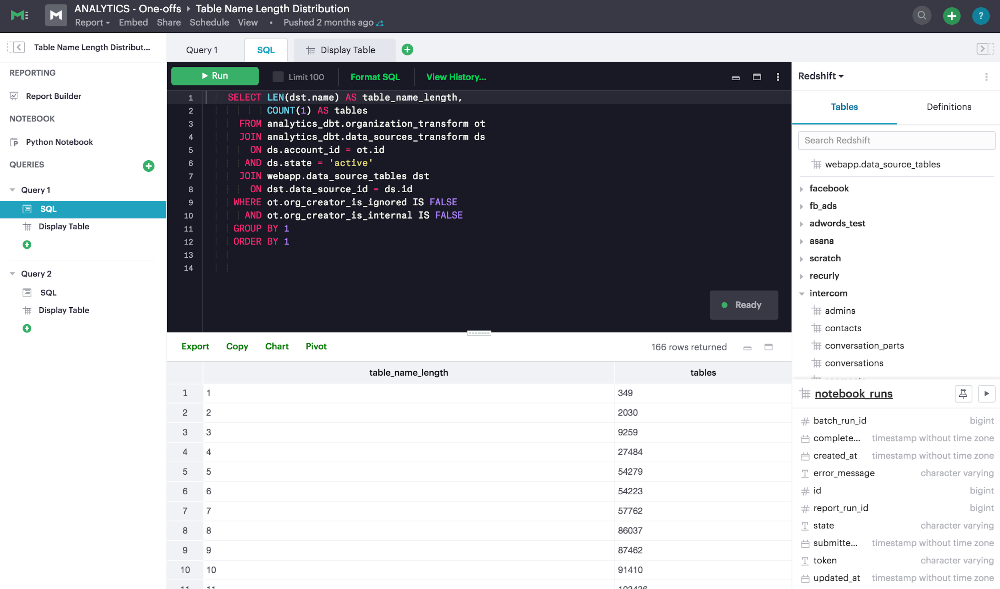 ANALYTICS - One-offs Table Name Length Distribution
Report Embed Share Schedule View • Pushed 2 months ago
?
Table Name Length Distribut...
REPORTING
Report Builder
NOTEBOOK
Python Notebook
QUERIES
Query 1
SQL
Display Table
Query 2
SQL
Display Table
Query 1
SQL
Display Table
Run
Limit 100
Format SQL
View History...
1 SELECT LEN(dst.name) AS table_name_length,
2 COUNT(1) AS tables
3 FROM analytics_dbt.organization_transform ot
4 JOIN analytics_dbt.data_sources_transform ds
5 ON ds.account_id = ot.id
6 AND ds.state = 'active'
7 JOIN webapp.data_source_tables dst
8 ON dst.data_source_id = ds.id
9 WHERE ot.org_creator_is_ignored IS FALSE
10 AND ot.org_creator_is_internal IS FALSE
11 GROUP BY 1
12 ORDER BY 1
13
14
Ready
Export Copy Chart Pivot 166 rows returned
table_name_length tables
1 1 349
2 2 2030
3 3 9259
4 4 27484
5 5 54279
6 6 54223
7 7 57762
8 8 86037
9 9 87462
10 10 91410
11 11
Redshift
Tables Definitions
Search Redshift
webapp.data_source_tables
facebook
fb_ads
adwords_test
asana
scratch
recurly
intercom
admins
contacts
conversation_parts
conversations
notebook_runs
batch_run_id bigint
complete... timestamp without time zone
created_at timestamp without time zone
error_message character varying
id bigint
report_run_id bigint
state character varying
submitte... timestamp without time zone
token character varying
updated_at timestamp without time zone